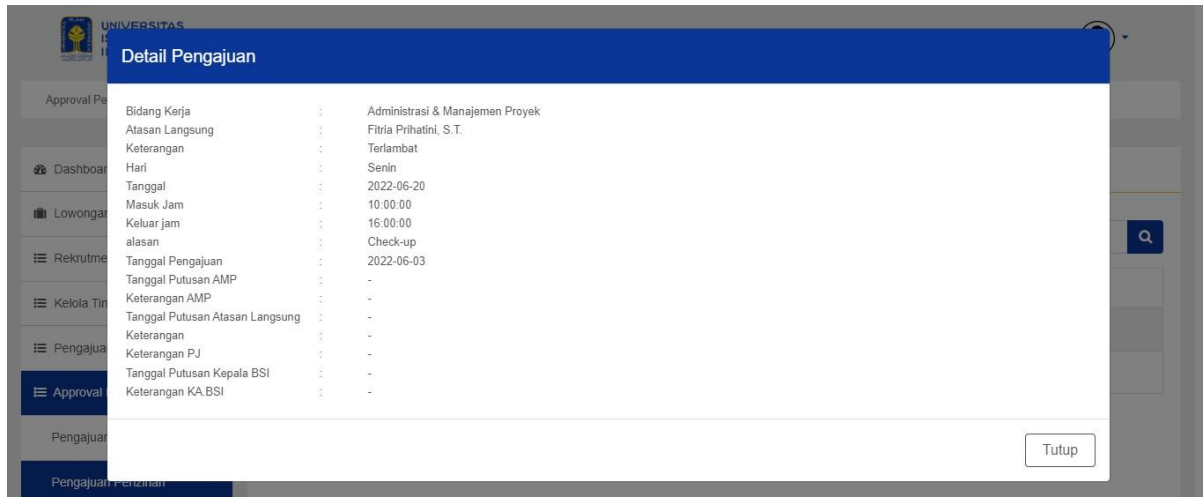 UNIVERSITAS
Detail Pengajuan
Approval Pe
Bidang Kerja : Administrasi & Manajemen Proyek
Atasan Langsung : Fitria Prihatini, S.T.
Keterangan : Terlambat
Hari : Senin
Tanggal : 2022-06-20
Masuk Jam : 10:00:00
Keluar jam : 16:00:00
alasan : Check-up
Tanggal Pengajuan : 2022-06-03
Tanggal Putusan AMP : -
Keterangan AMP : -
Tanggal Putusan Atasan Langsung : -
Keterangan : -
Keterangan PJ : -
Tanggal Putusan Kepala BSI : -
Keterangan KA.BSI : -
Dashboar
Lowongan
Rekrutme
Kelola Tim
Pengajua
Approval
Pengajuan
Pengajuan Perizinan
Tutup